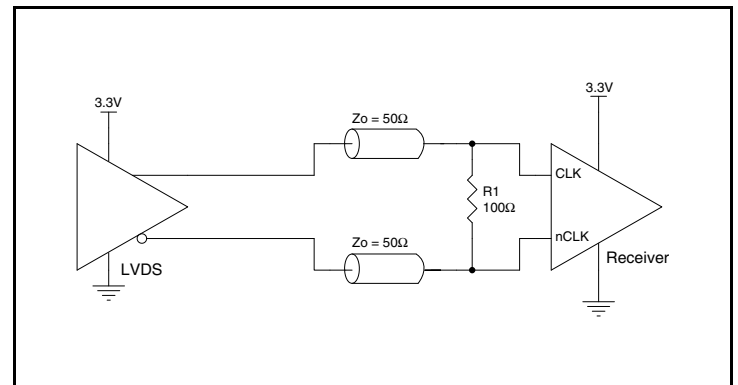 3.3V
3.3V
Zo = 50Ω
CLK
R1
100Ω
nCLK
Zo = 50Ω
LVDS
Receiver